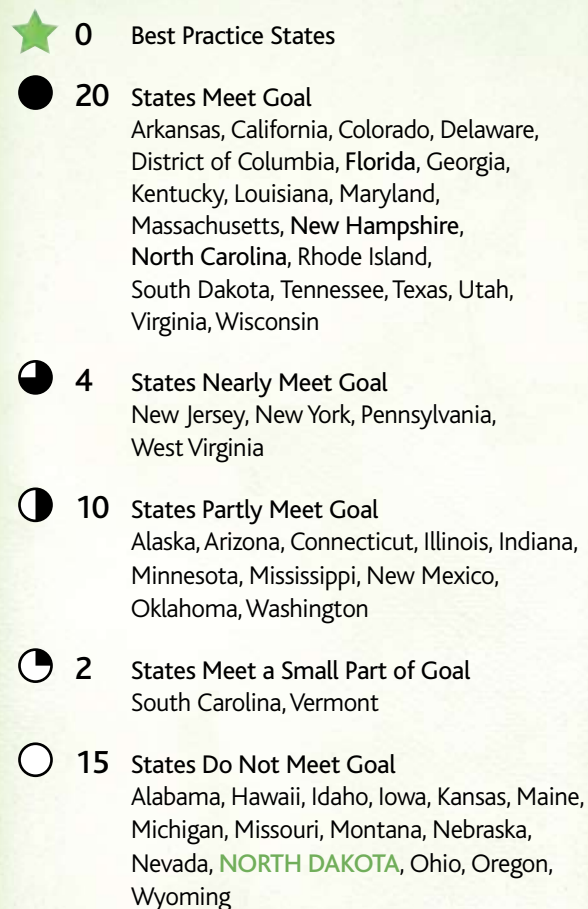 0 Best Practice States
20 States Meet Goal
Arkansas, California, Colorado, Delaware,
District of Columbia, Florida, Georgia,
Kentucky, Louisiana, Maryland,
Massachusetts, New Hampshire,
North Carolina, Rhode Island,
South Dakota, Tennessee, Texas, Utah,
Virginia, Wisconsin
4 States Nearly Meet Goal
New Jersey, New York, Pennsylvania,
West Virginia
10 States Partly Meet Goal
Alaska, Arizona, Connecticut, Illinois, Indiana,
Minnesota, Mississippi, New Mexico,
Oklahoma, Washington
2 States Meet a Small Part of Goal
South Carolina, Vermont
15 States Do Not Meet Goal
Alabama, Hawaii, Idaho, Iowa, Kansas, Maine,
Michigan, Missouri, Montana, Nebraska,
Nevada, NORTH DAKOTA, Ohio, Oregon,
Wyoming